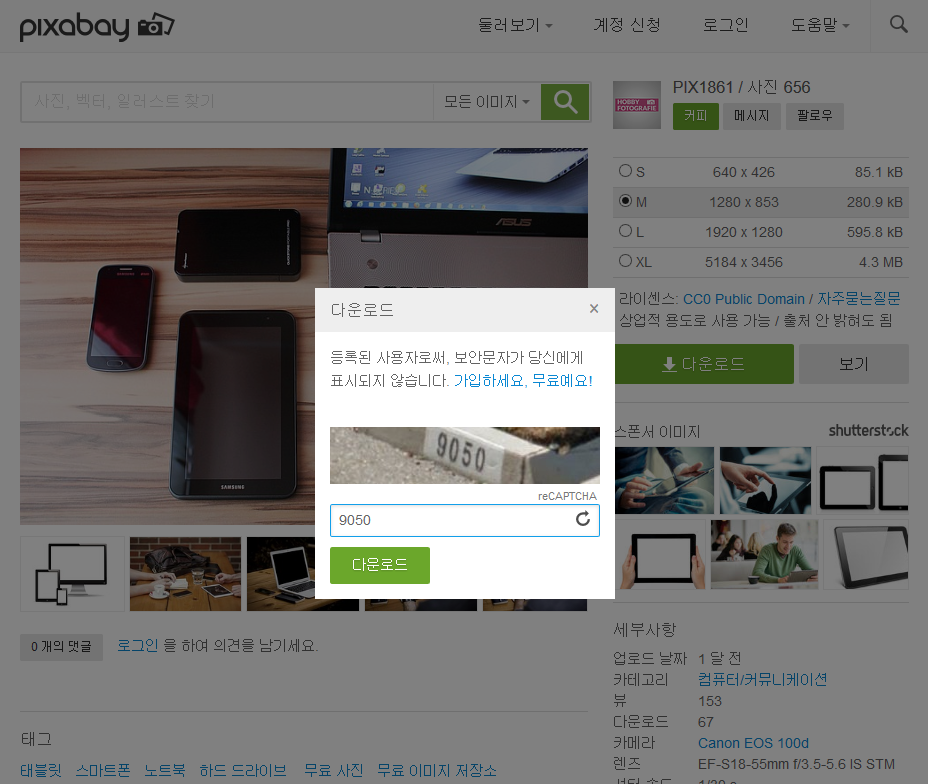 pixabay
둘러보기
계정 신청
로그인
도움말
사진, 벡터, 일러스트 찾기
모든 이미지
HOBBY
FOTOGRAFIE
PIX1861 / 사진 656
커피
메시지
팔로우
S 640 x 426 85.1 kB
M 1280 x 853 280.9 kB
L 1920 x 1280 595.8 kB
XL 5184 x 3456 4.3 MB
라이센스: CC0 Public Domain / 자주묻는질문
상업적 용도로 사용 가능 / 출처 안 밝혀도 됨
다운로드
보기
ASUS
SAMSUNG
다운로드
×
등록된 사용자로써, 보안문자가 당신에게
표시되지 않습니다. 가입하세요, 무료예요!
9050
reCAPTCHA
9050
다운로드
스폰서 이미지
shutterstock
0 개의 댓글
로그인 을 하여 의견을 남기세요.
태그
태블릿 스마트폰 노트북 하드 드라이브 무료 사진 무료 이미지 저장소
세부사항
업로드 날짜 1 달 전
카테고리 컴퓨터/커뮤니케이션
뷰 153
다운로드 67
카메라 Canon EOS 100d
렌즈 EF-S18-55mm f/3.5-5.6 IS STM